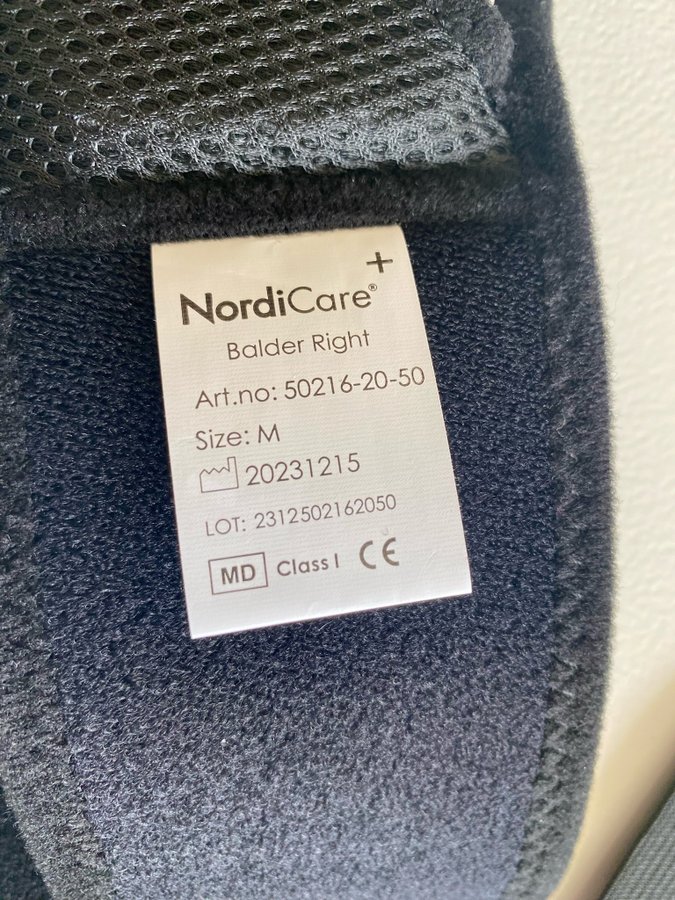 NordiCare®
Balder Right
Art.no: 50216-20-50
Size: M
20231215
LOT: 2312502162050
MD Class I CE